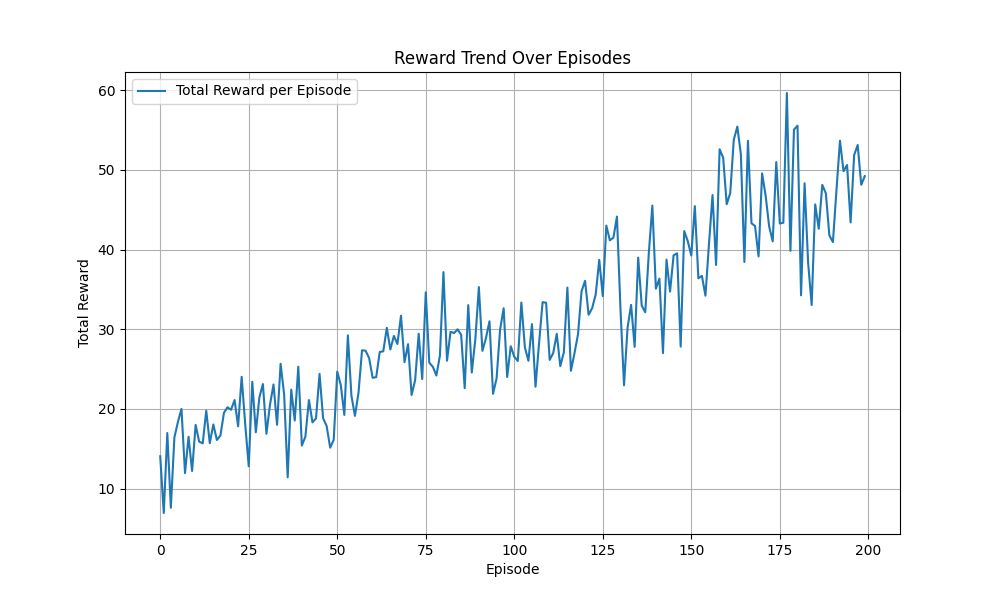 Reward Trend Over Episodes
Total Reward per Episode
60
50
40
30
20
10
Total Reward
0 25 50 75 100 125 150 175 200
Episode